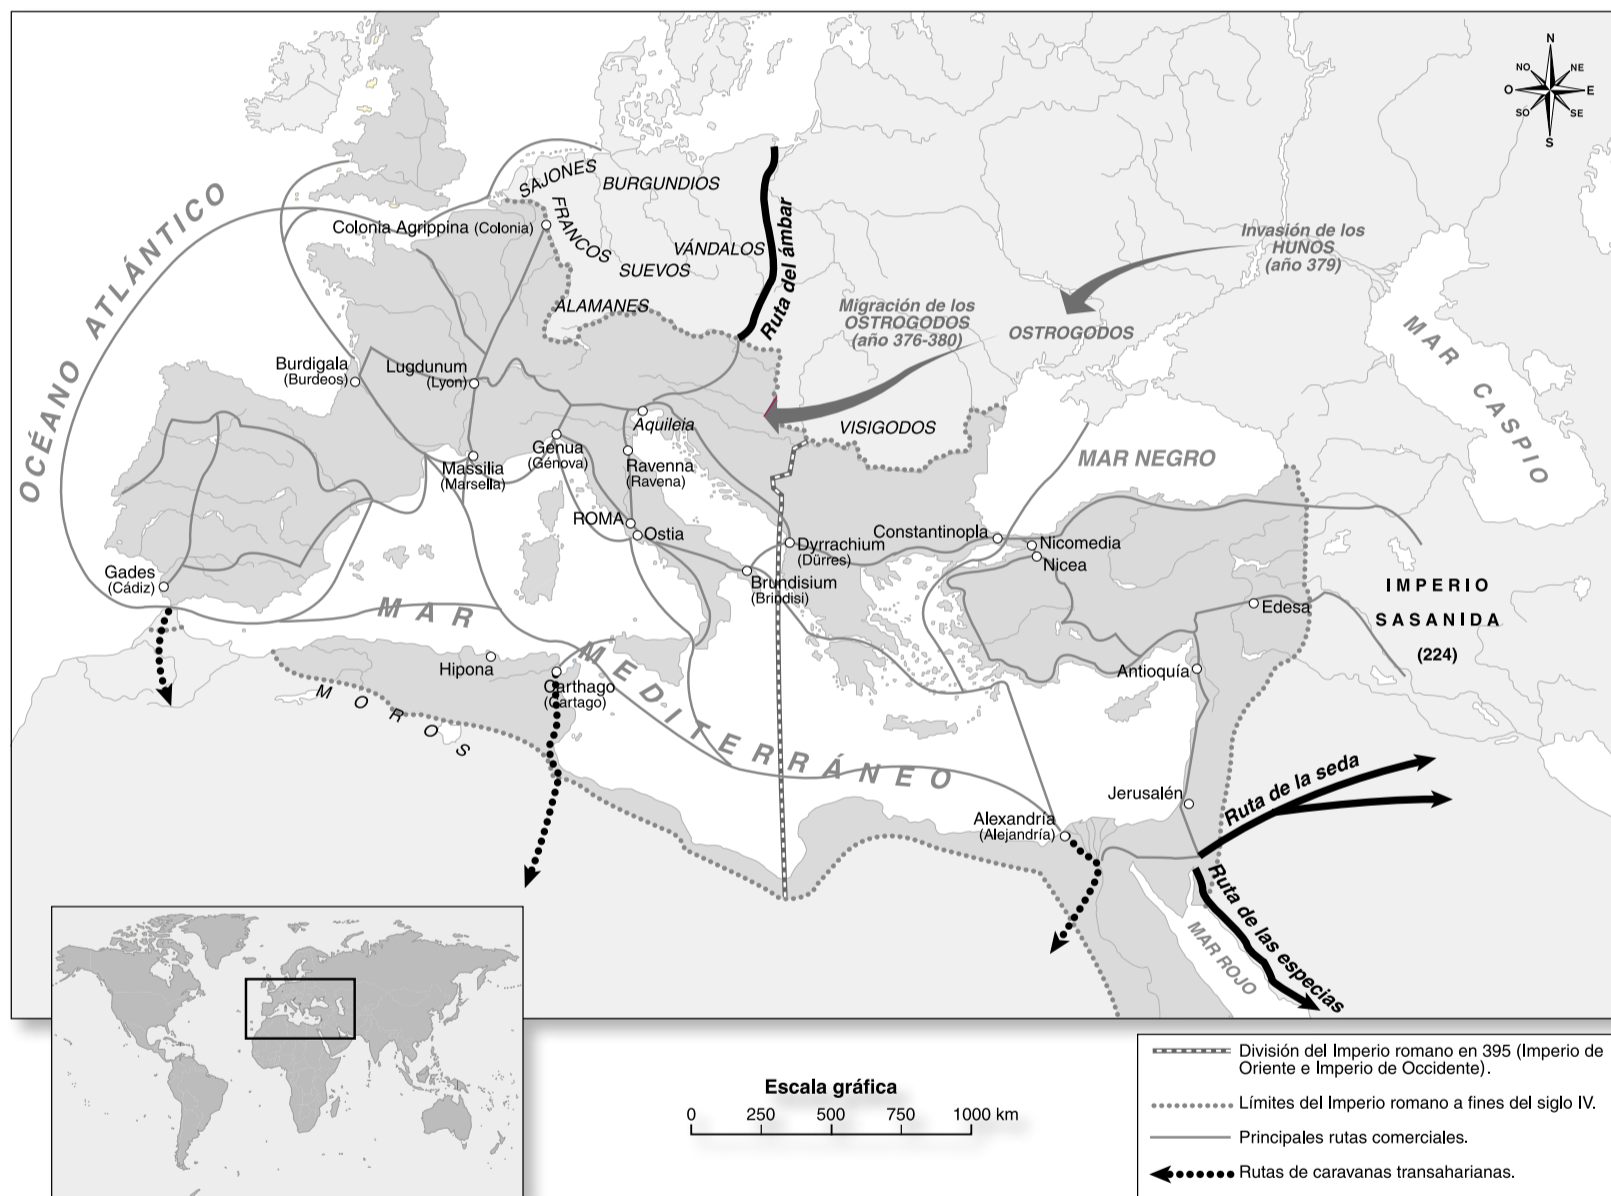 N
NO
NE
O
E
SO
SE
S
OCÉANO ATLÁNTICO
SAJONES
BURGUNDIOS
Colonia Agrippina (Colonia)
FRANCOS
VÁNDALOS
SUEVOS
ALAMANES
Ruta del ámbar
Invasión de los
HUNOS
(año 379)
Migración de los
OSTROGODOS
(año 376-380)
OSTROGODOS
MAR CASPIO
Burdigala
(Burdeos)
Lugdunum
(Lyon)
Aquileia
VISIGODOS
Genua
(Génova)
Massilia
(Marsella)
Ravenna
(Ravena)
MAR NEGRO
ROMA
Ostia
Constantinopla
Dyrrachium
(Dürres)
Nicomedia
Nicea
Brundisium
(Brindisi)
Gades
(Cádiz)
Edesa
IMPERIO
SASANIDA
(224)
MAR MEDITERRÁNEO
Hipona
Carthago
(Cartago)
MOROS
Antioquía
Jerusalén
Ruta de la seda
Alexandria
(Alejandría)
Ruta de las especias
MAR ROJO
Escala gráfica
0 250 500 750 1000 km
División del Imperio romano en 395 (Imperio de
Oriente e Imperio de Occidente).
Límites del Imperio romano a fines del siglo IV.
Principales rutas comerciales.
Rutas de caravanas transaharianas.